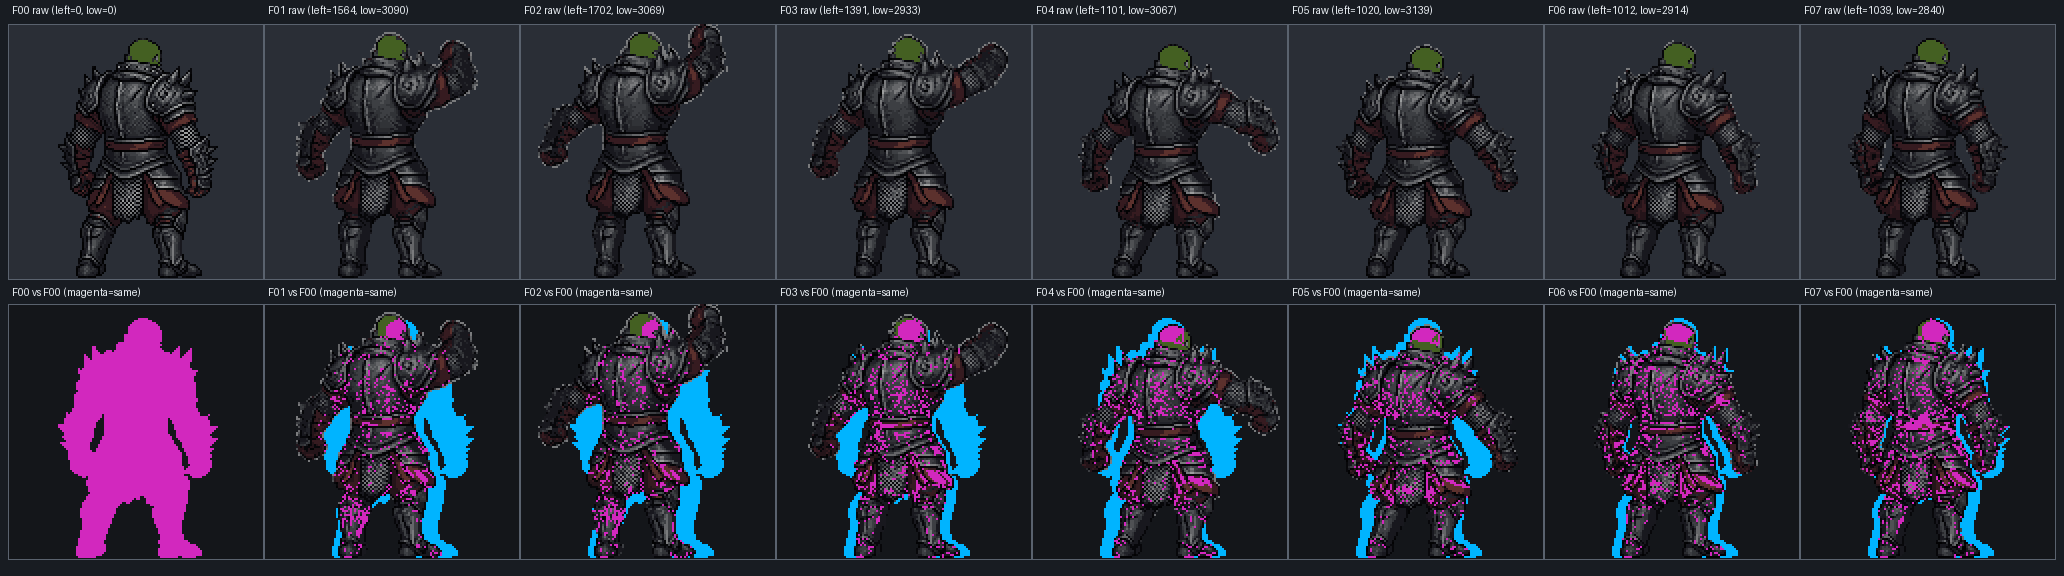 F00 raw (left=0, low=0)
F01 raw (left=1564, low=3090)
F02 raw (left=1702, low=3069)
F03 raw (left=1391, low=2933)
F04 raw (left=1101, low=3067)
F05 raw (left=1020, low=3139)
F06 raw (left=1012, low=2914)
F07 raw (left=1039, low=2840)
F00 vs F00 (magenta=same)
F01 vs F00 (magenta=same)
F02 vs F00 (magenta=same)
F03 vs F00 (magenta=same)
F04 vs F00 (magenta=same)
F05 vs F00 (magenta=same)
F06 vs F00 (magenta=same)
F07 vs F00 (magenta=same)